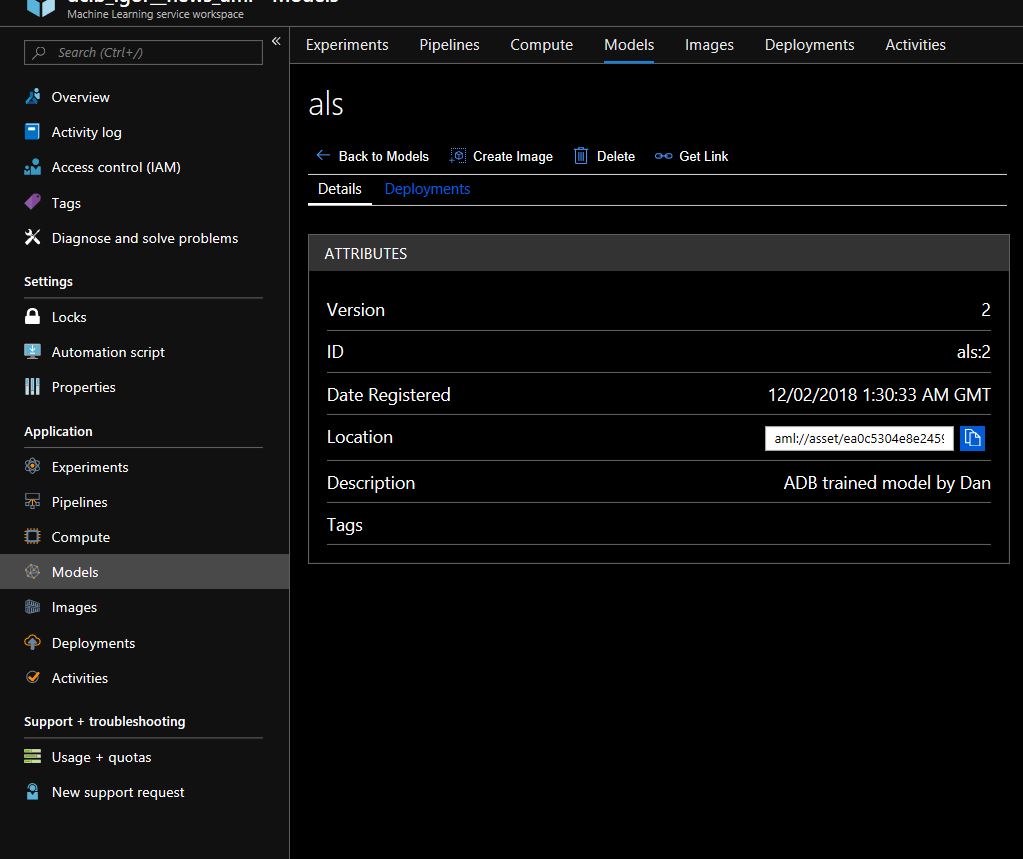 Models
Machine Learning service workspace
Search (Ctrl+/)
«
Overview
Activity log
Access control (IAM)
Tags
Diagnose and solve problems
Settings
Locks
Automation script
Properties
Application
Experiments
Pipelines
Compute
Models
Images
Deployments
Activities
Support + troubleshooting
Usage + quotas
New support request
Experiments Pipelines Compute Models Images Deployments Activities
als
Back to Models Create Image Delete Get Link
Details Deployments
ATTRIBUTES
Version 2
ID als:2
Date Registered 12/02/2018 1:30:33 AM GMT
Location aml://asset/ea0c5304e8e2459
Description ADB trained model by Dan
Tags